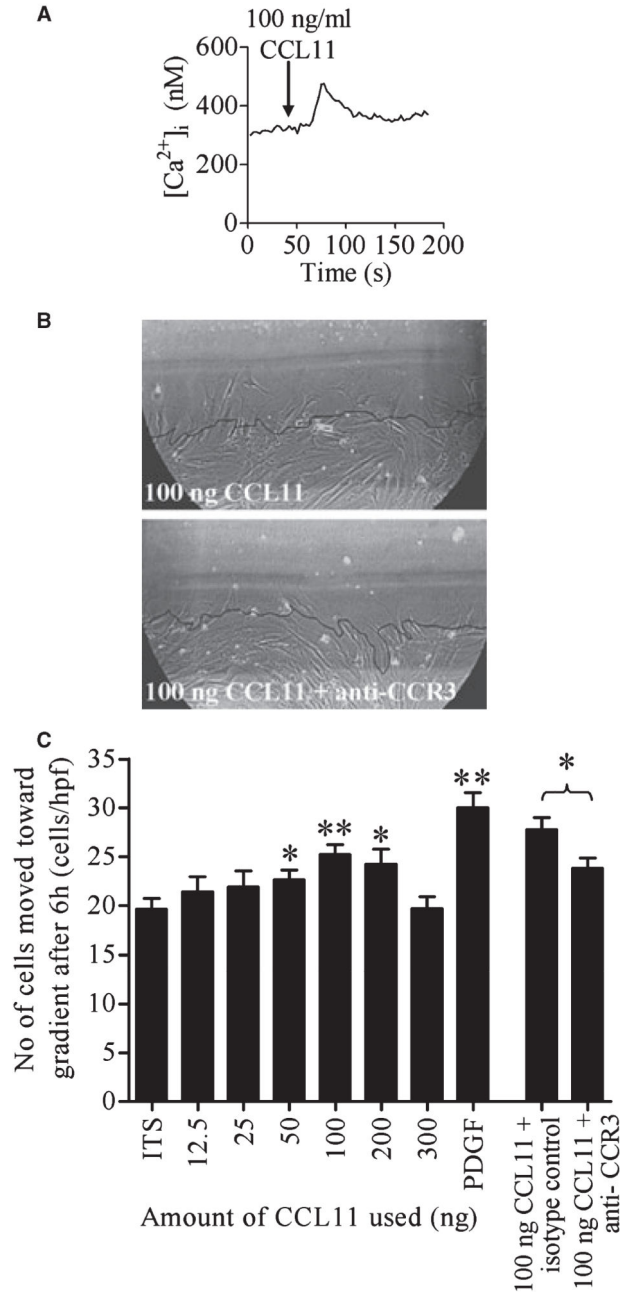 A
100 ng/ml
CCL11
600
400
200
0
[Ca2+]i (nM)
0 50 100 150 200
Time (s)
B
100 ng CCL11
100 ng CCL11 + anti-CCR3
C
No of cells moved toward
gradient after 6h (cells/hpf)
35
30
25
20
15
10
5
0
* ** * ** *
ITS 12.5 25 50 100 200 300 PDGF
100 ng CCL11 +
isotype control
100 ng CCL11 +
anti- CCR3
Amount of CCL11 used (ng)